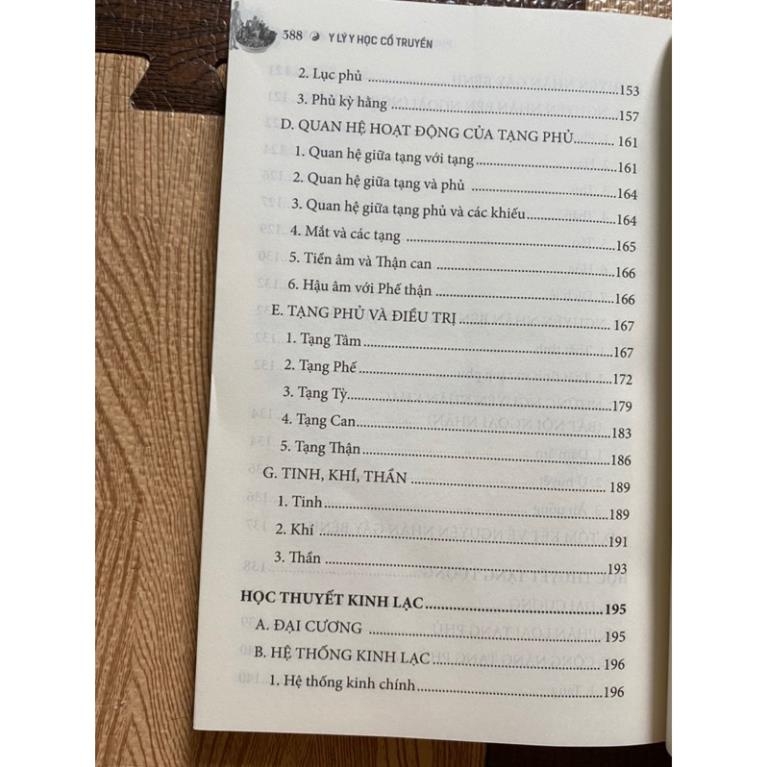 388 Y LÝ Y HỌC CỔ TRUYỀN
2. Lục phủ ...............153
3. Phủ kỳ hằng ...............157
D. QUAN HỆ HOẠT ĐỘNG CỦA TẠNG PHỦ........... 161
1. Quan hệ giữa tạng với tạng...............161
2. Quan hệ giữa tạng và phủ ...............164
3. Quan hệ giữa tạng phủ và các khiếu...............164
4. Mắt và các tạng ...............165
5. Tiền âm và Thận can ...............166
6. Hậu âm với Phế thận...............166
E. TẠNG PHỦ VÀ ĐIỀU TRỊ...............167
1. Tạng Tâm...............167
2. Tạng Phế...............172
3. Tạng Tỳ...............179
4. Tạng Can...............183
5. Tạng Thận...............186
G. TINH, KHÍ, THẦN ...............189
1. Tinh...............189
2. Khí ...............191
3. Thần ...............193
HỌC THUYẾT KINH LẠC...............195
A. ĐẠI CƯƠNG ...............195
B. HỆ THỐNG KINH LẠC...............196
1. Hệ thống kinh chính...............196